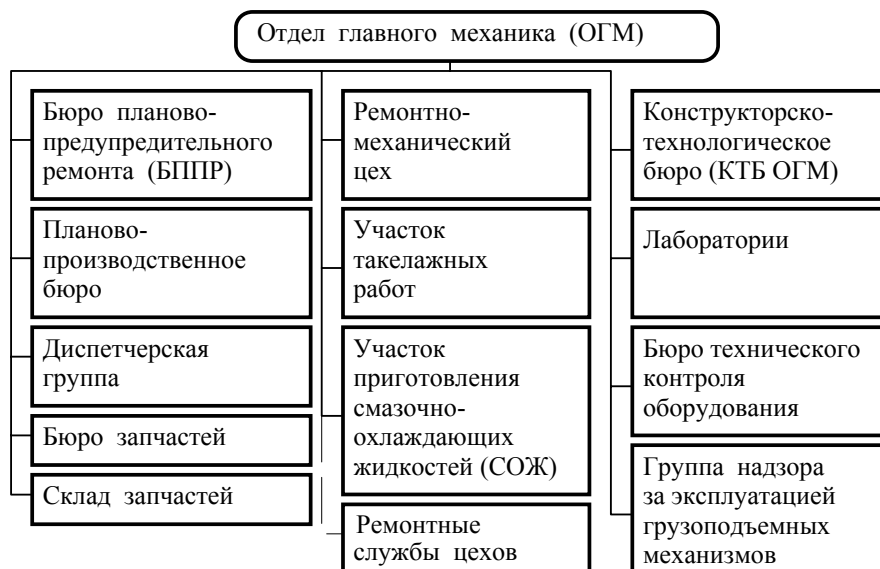 Отдел главного механика (ОГМ)
Бюро планово-
предупредительного
ремонта (БППР)
Планово-
производственное
бюро
Диспетчерская
группа
Бюро запчастей
Склад запчастей
Ремонтно-
механический
цех
Участок
такелажных
работ
Участок
приготовления
смазочно-
охлаждающих
жидкостей (СОЖ)
Ремонтные
службы цехов
Конструкторско-
технологическое
бюро (КТБ ОГМ)
Лаборатории
Бюро технического
контроля
оборудования
Группа надзора
за эксплуатацией
грузоподъемных
механизмов